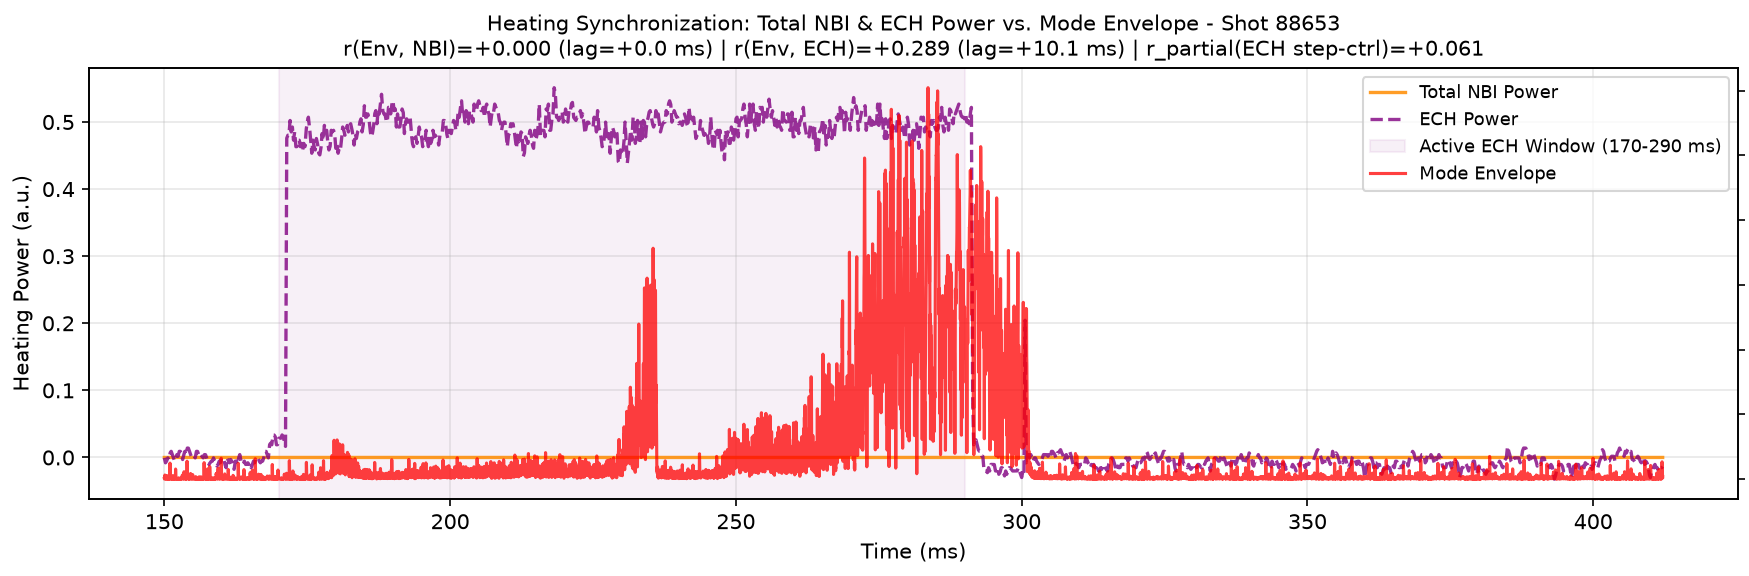 Heating Synchronization: Total NBI & ECH Power vs. Mode Envelope - Shot 88653
r(Env, NBI)=+0.000 (lag=+0.0 ms) | r(Env, ECH)=+0.289 (lag=+10.1 ms) | r_partial(ECH step-ctrl)=+0.061
Total NBI Power
ECH Power
Active ECH Window (170-290 ms)
Mode Envelope
Heating Power (a.u.)
0.5
0.4
0.3
0.2
0.1
0.0
150 200 250 300 350 400
Time (ms)